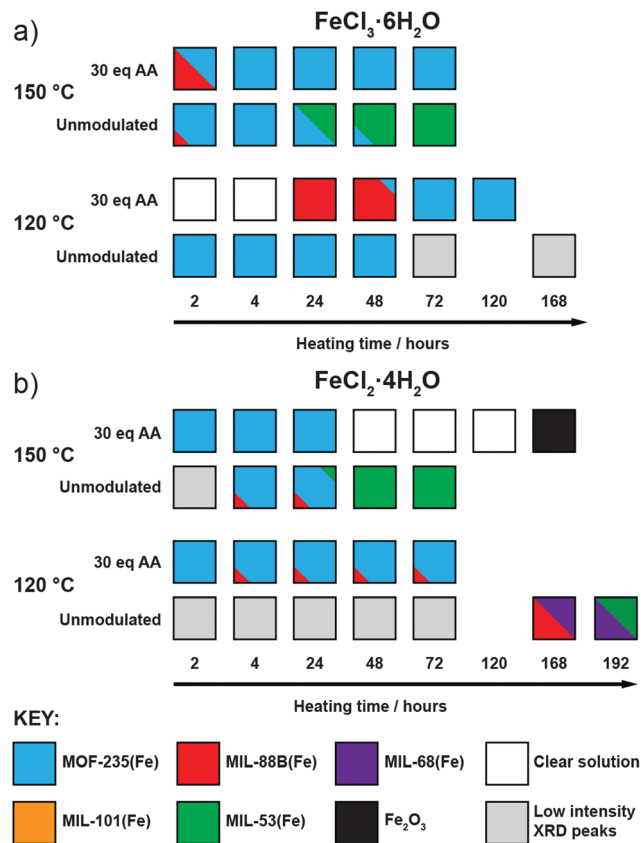 a)
FeCl₃·6H₂O
30 eq AA
150 °C
Unmodulated
30 eq AA
120 °C
Unmodulated
2 4 24 48 72 120 168
Heating time / hours
b)
FeCl₂·4H₂O
30 eq AA
150 °C
Unmodulated
30 eq AA
120 °C
Unmodulated
2 4 24 48 72 120 168 192
Heating time / hours
KEY:
MOF-235(Fe) MIL-88B(Fe) MIL-68(Fe) Clear solution
MIL-101(Fe) MIL-53(Fe) Fe₂O₃ Low intensity
XRD peaks